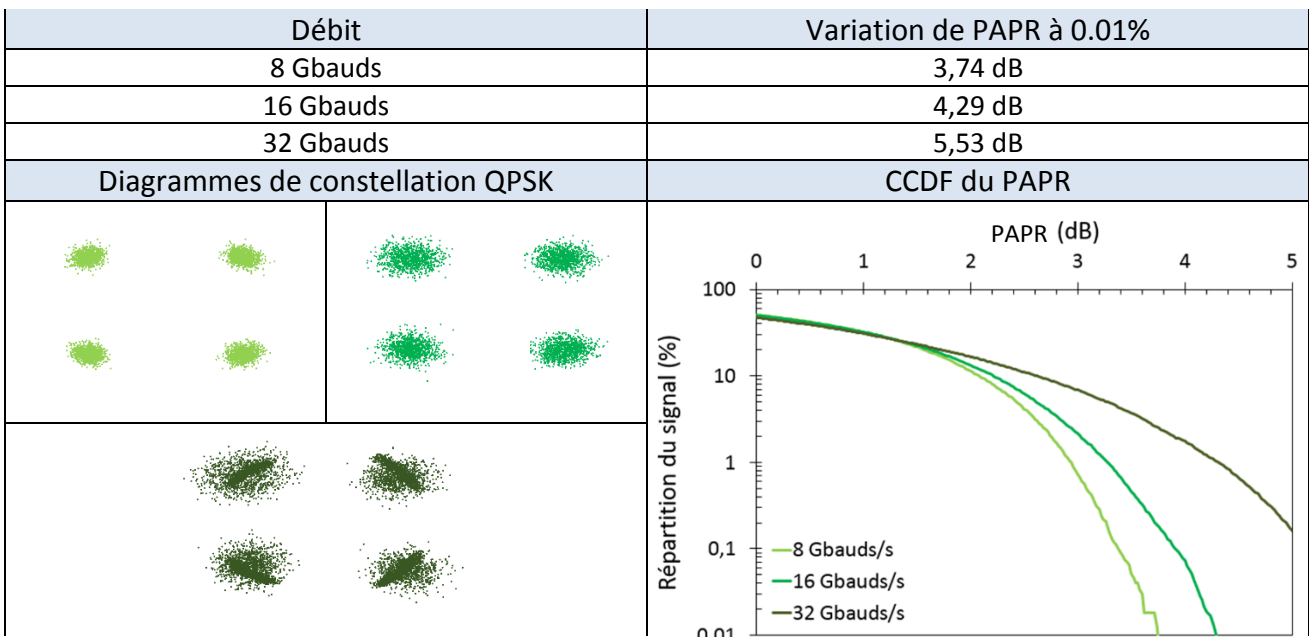 Débit Variation de PAPR à 0.01%
8 Gbauds 3,74 dB
16 Gbauds 4,29 dB
32 Gbauds 5,53 dB
Diagrammes de constellation QPSK CCDF du PAPR
PAPR (dB)
0 1 2 3 4 5
100
10
1
0,1
0,01
Répartition du signal (%)
8 Gbauds/s
16 Gbauds/s
32 Gbauds/s